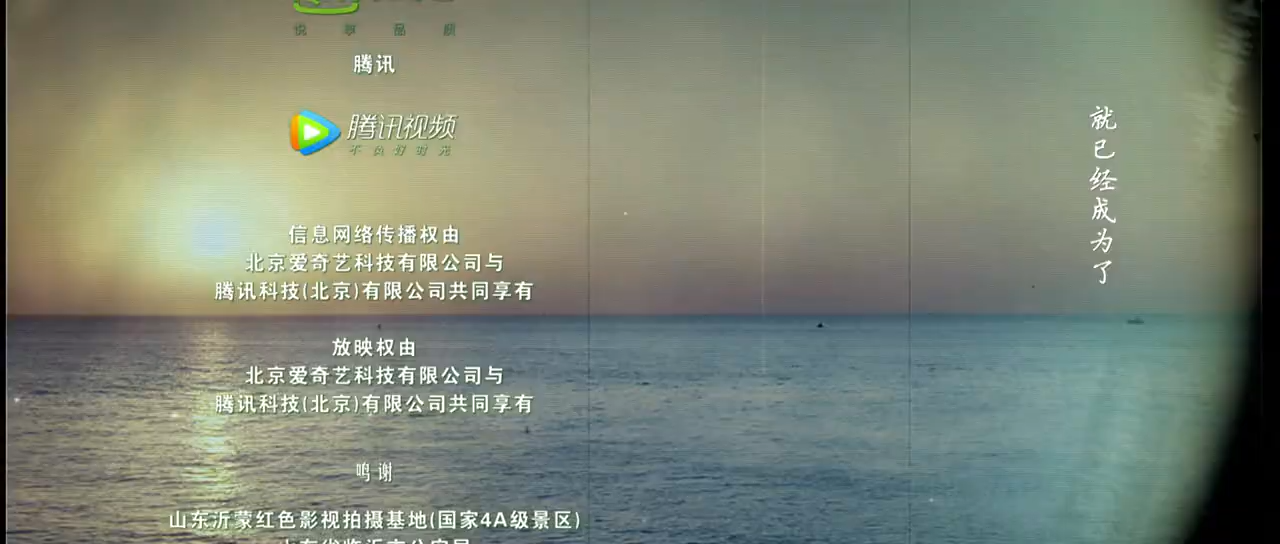 悦享品质
腾讯
腾讯视频
不负好时光
信息网络传播权由
北京爱奇艺科技有限公司与
腾讯科技(北京)有限公司共同享有
放映权由
北京爱奇艺科技有限公司与
腾讯科技(北京)有限公司共同享有
鸣谢
山东沂蒙红色影视拍摄基地(国家4A级景区)
就已经成为了